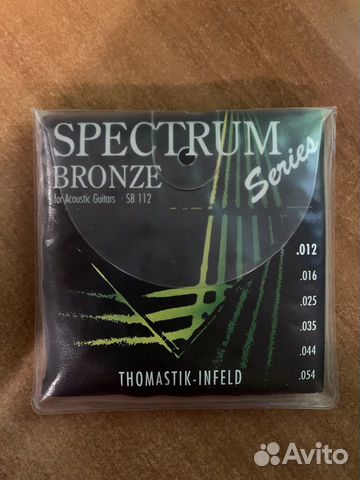 SPECTRUM
BRONZE
Series
for Acoustic Guitars · SB 112
.012
.016
.025
.035
.044
.054
THOMASTIK-INFELD
Avito